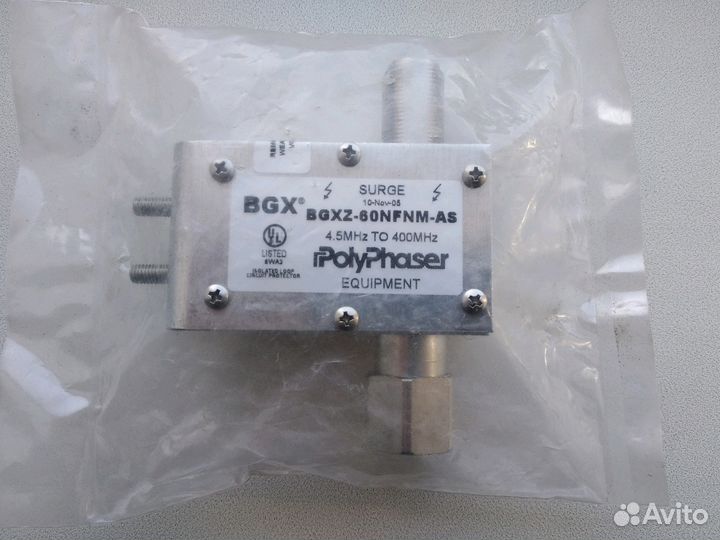 SURGE
10-Nov-05
BGX®
BGXZ-60NFNM-AS
UL
LISTED
4.5MHz TO 400MHz
ISOLATED LOOP
CIRCUIT PROTECTOR
PolyPhaser
EQUIPMENT
Avito